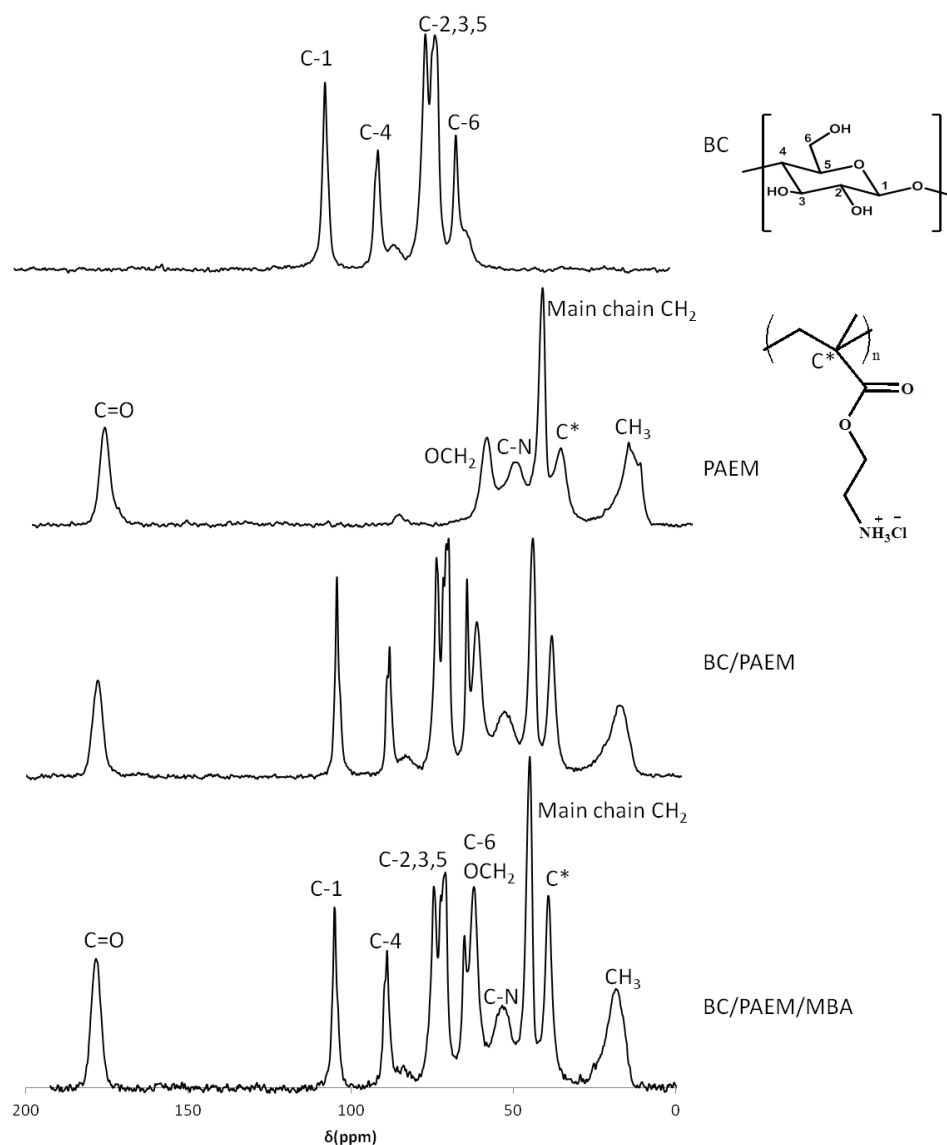 C-2,3,5
C-1
C-4
C-6
BC
6
OH
4
5
O
HO
3
2
1
OH
O
Main chain CH₂
C=O
OCH₂
C-N
C*
CH₃
PAEM
n
C*
O
O
NH₃Cl
+ −
BC/PAEM
Main chain CH₂
C-6
C-2,3,5
OCH₂
C-1
C*
C=O
C-4
C-N
CH₃
BC/PAEM/MBA
200 150 100 50 0
δ(ppm)